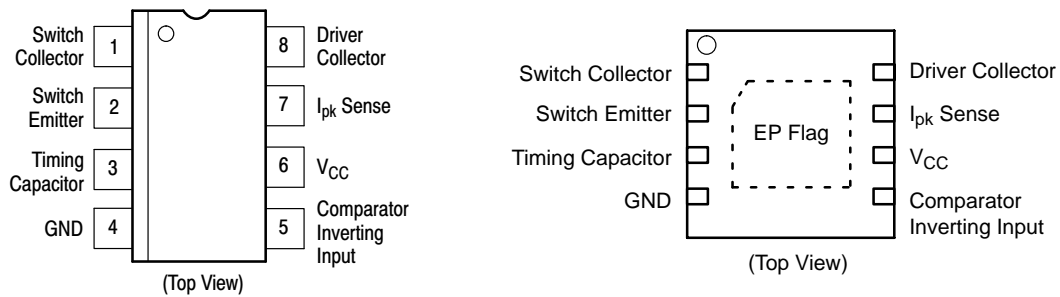 Switch
Collector
1
8
Driver
Collector
Switch
Emitter
2
7
Ipk Sense
Timing
Capacitor
3
6
VCC
GND
4
5
Comparator
Inverting
Input
(Top View)
Switch Collector
Driver Collector
Switch Emitter
Ipk Sense
EP Flag
Timing Capacitor
VCC
GND
Comparator
Inverting Input
(Top View)